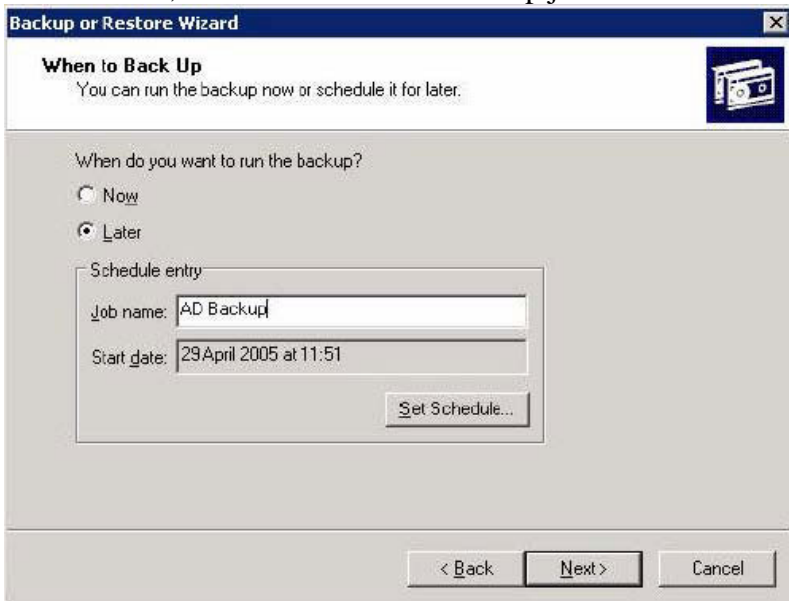 Backup or Restore Wizard
When to Back Up
You can run the backup now or schedule it for later.
When do you want to run the backup?
Now
Later
Schedule entry
Job name: AD Backup
Start date: 29 April 2005 at 11:51
Set Schedule...
< Back Next > Cancel